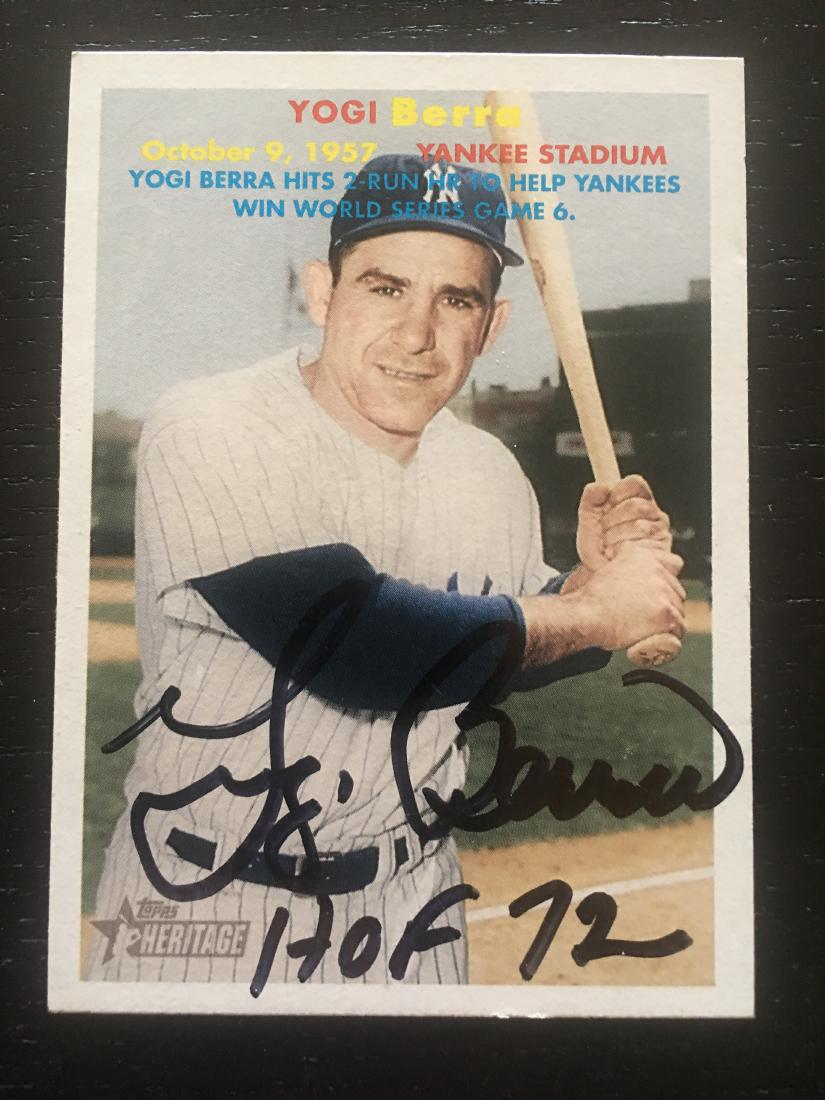 YOGI Berra
October 9, 1957 YANKEE STADIUM
YOGI BERRA HITS 2-RUN HR TO HELP YANKEES
WIN WORLD SERIES GAME 6.
NY
Yogi Berra
HOF 72
topps
HERITAGE